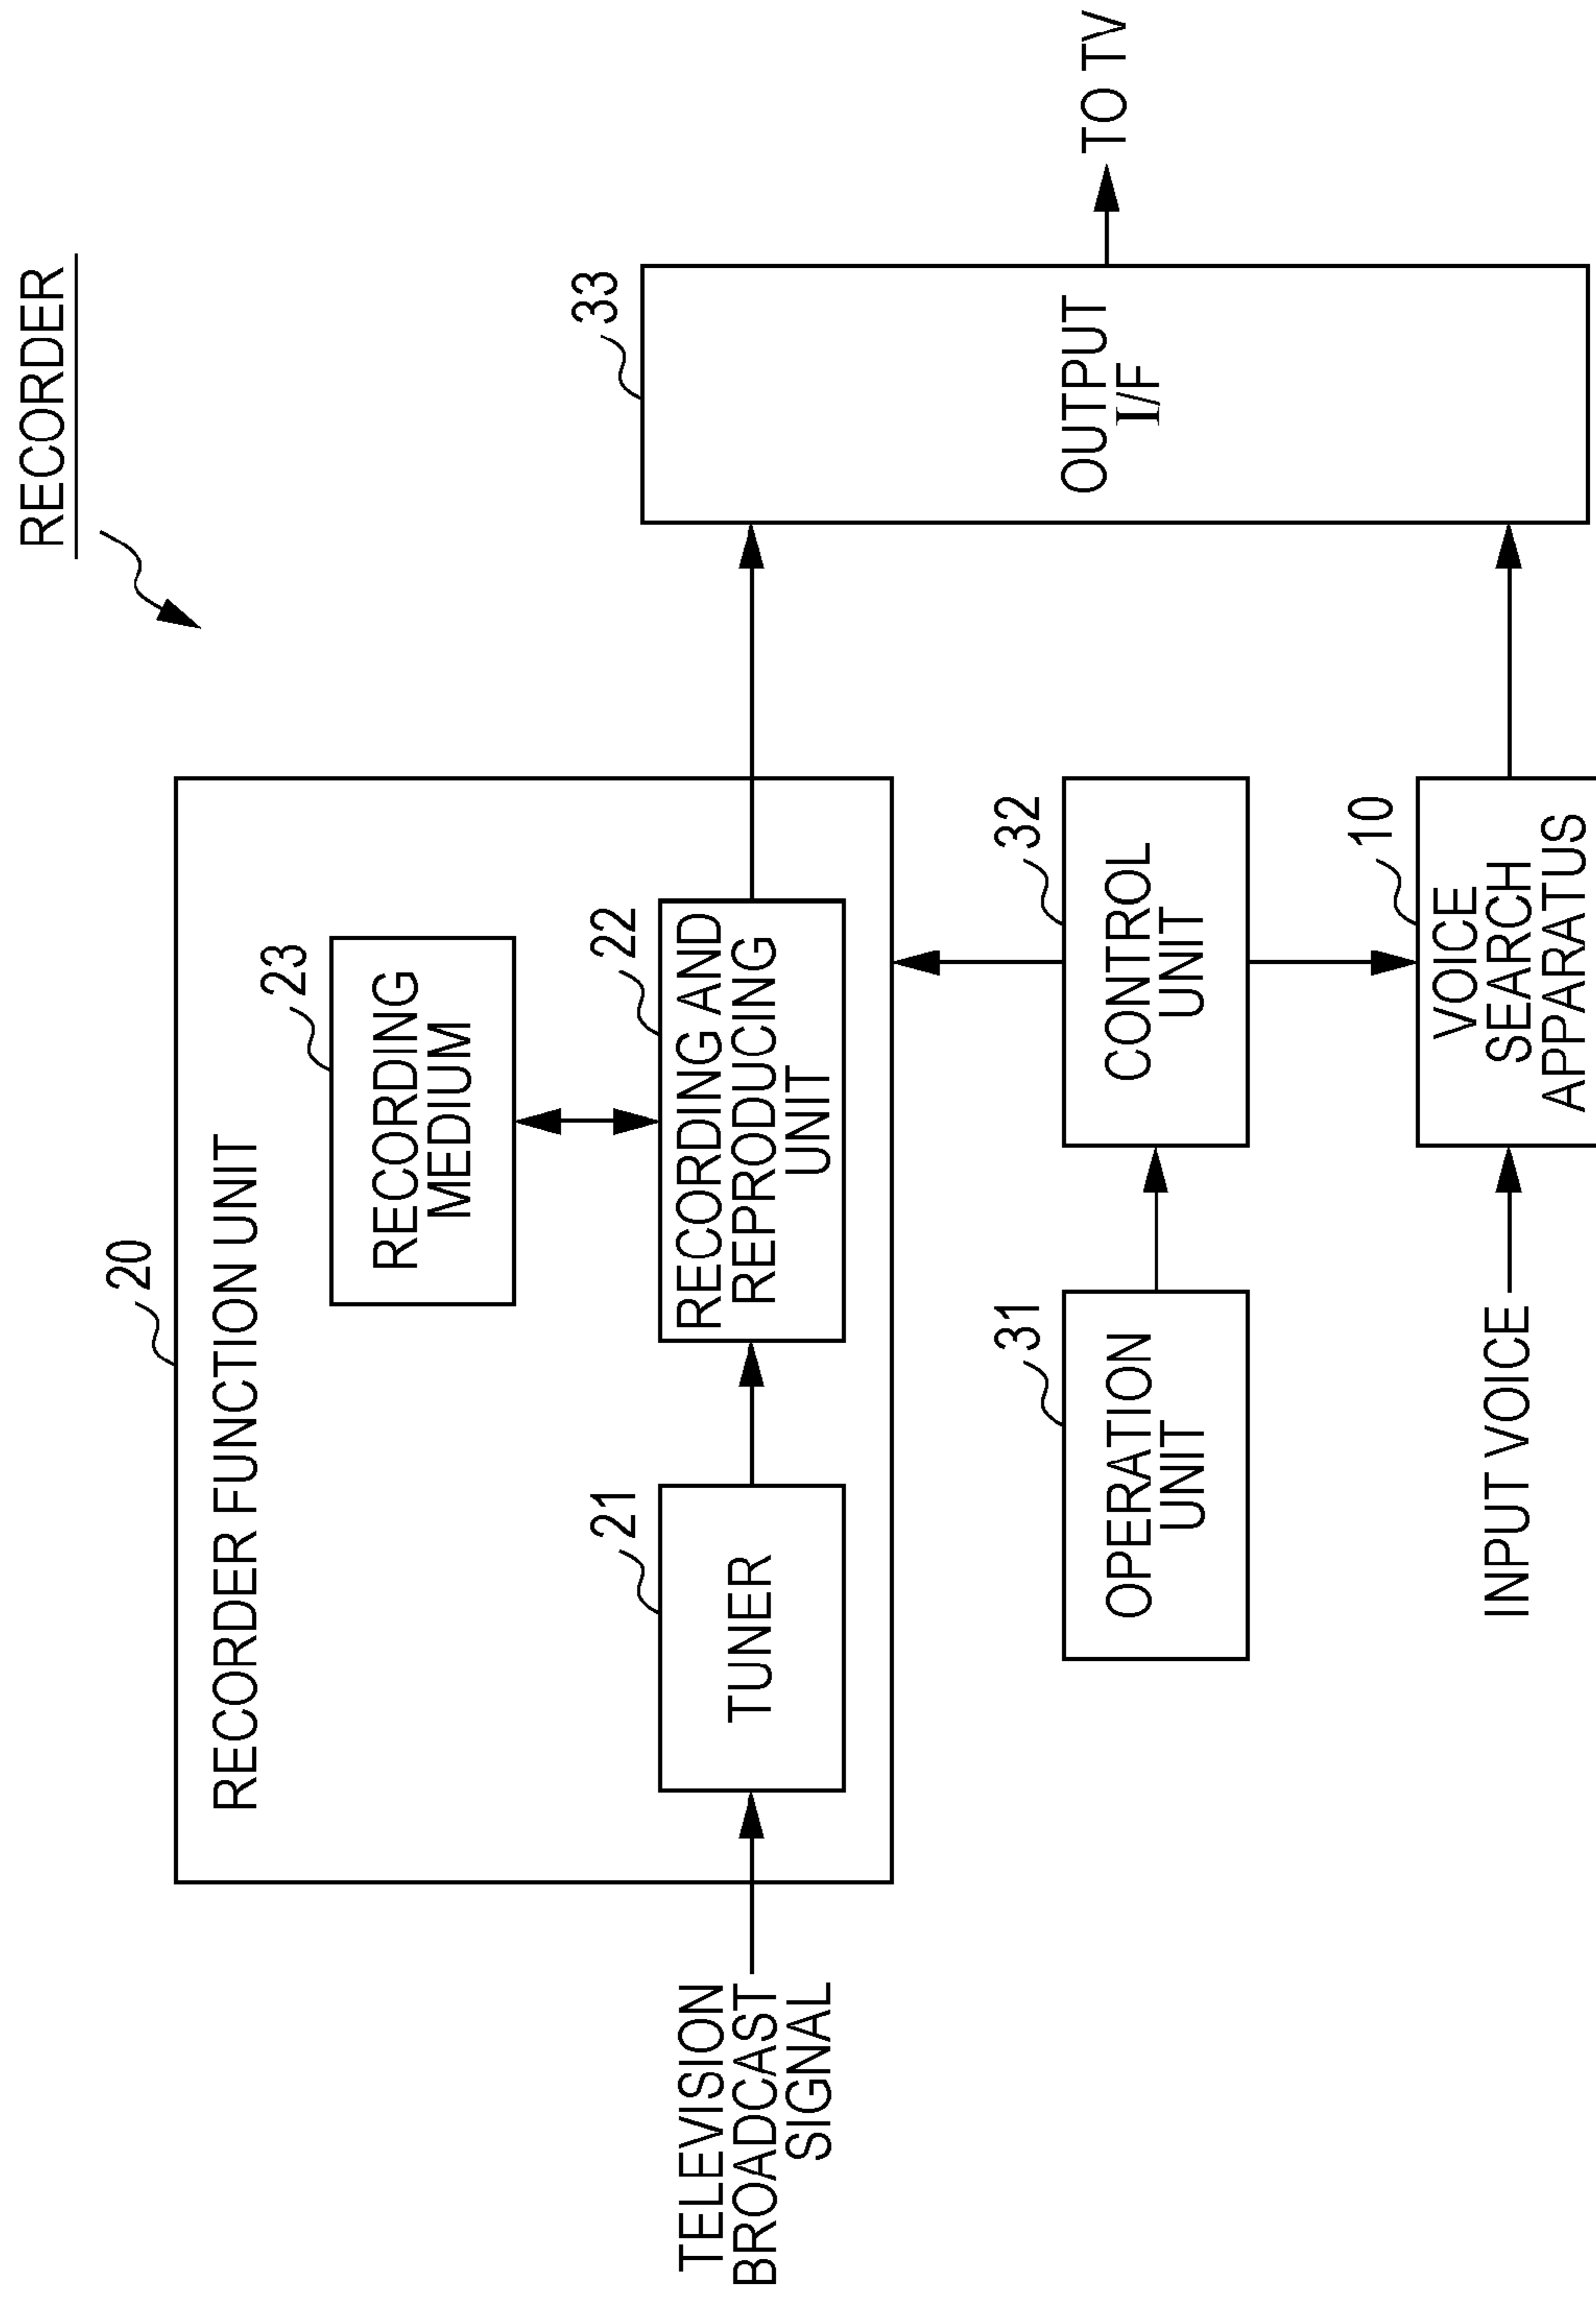 RECORDER
20
RECORDER FUNCTION UNIT
23
RECORDING
MEDIUM
33
21
TUNER
22
RECORDING AND
REPRODUCING
UNIT
TELEVISION
BROADCAST
SIGNAL
OUTPUT
I/F
TO TV
31
OPERATION
UNIT
32
CONTROL
UNIT
10
VOICE
SEARCH
APPARATUS
INPUT VOICE